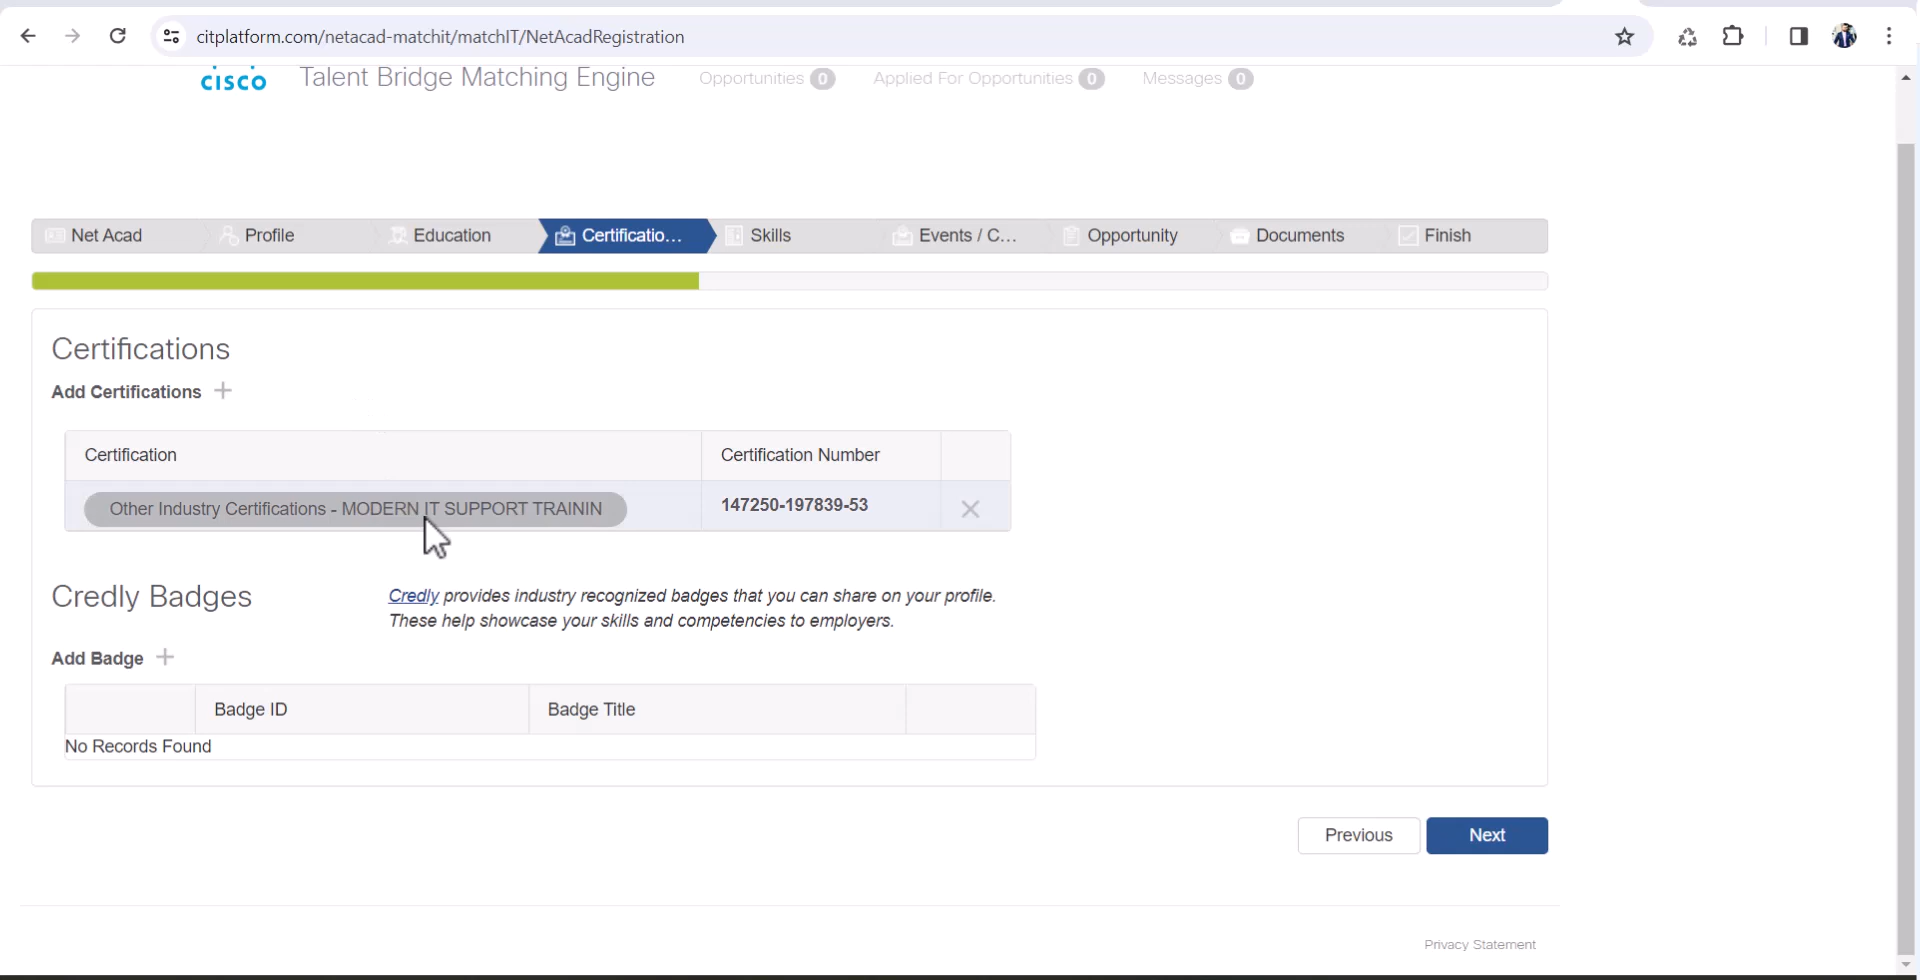 citplatform.com/netacad-matchit/matchIT/NetAcadRegistration
cisco Talent Bridge Matching Engine Opportunities 0 Applied For Opportunities 0 Messages 0
Net Acad Profile Education Certificatio... Skills Events / C... Opportunity Documents Finish
Certifications
Add Certifications +
Certification Certification Number
Other Industry Certifications - MODERN IT SUPPORT TRAININ 147250-197839-53
Credly Badges
Credly provides industry recognized badges that you can share on your profile.
These help showcase your skills and competencies to employers.
Add Badge +
Badge ID Badge Title
No Records Found
Previous Next
Privacy Statement